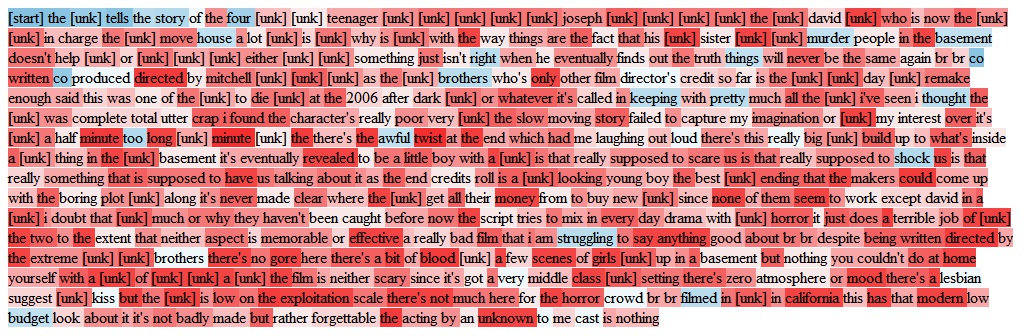 [start] the [unk] tells the story of the four [unk] [unk] teenager [unk] [unk] [unk] [unk] [unk] joseph [unk] [unk] [unk] [unk] the [unk] david [unk] who is now the [unk]
[unk] in charge the [unk] move house a lot [unk] is [unk] why is [unk] with the way things are the fact that his [unk] sister [unk] [unk] murder people in the basement
doesn't help [unk] or [unk] [unk] [unk] either [unk] [unk] something just isn't right when he eventually finds out the truth things will never be the same again br br co
written co produced directed by mitchell [unk] [unk] [unk] as the [unk] brothers who's only other film director's credit so far is the [unk] [unk] day [unk] remake
enough said this was one of the [unk] to die [unk] at the 2006 after dark [unk] or whatever it's called in keeping with pretty much all the [unk] i've seen i thought the
[unk] was complete total utter crap i found the character's really poor very [unk] the slow moving story failed to capture my imagination or [unk] my interest over it's
[unk] a half minute too long [unk] minute [unk] the there's the awful twist at the end which had me laughing out loud there's this really big [unk] build up to what's inside
a [unk] thing in the [unk] basement it's eventually revealed to be a little boy with a [unk] is that really supposed to scare us is that really supposed to shock us is that
really something that is supposed to have us talking about it as the end credits roll is a [unk] looking young boy the best [unk] ending that the makers could come up
with the boring plot [unk] along it's never made clear where the [unk] get all their money from to buy new [unk] since none of them seem to work except david in a
[unk] i doubt that [unk] much or why they haven't been caught before now the script tries to mix in every day drama with [unk] horror it just does a terrible job of [unk]
the two to the extent that neither aspect is memorable or effective a really bad film that i am struggling to say anything good about br br despite being written directed by
the extreme [unk] [unk] brothers there's no gore here there's a bit of blood [unk] a few scenes of girls [unk] up in a basement but nothing you couldn't do at home
yourself with a [unk] of [unk] [unk] a [unk] the film is neither scary and since it's got a very middle class [unk] setting there's zero atmosphere or mood there's a lesbian
suggest [unk] kiss but the [unk] is low on the exploitation scale there's not much here for the horror crowd br br filmed in [unk] in california this has that modern low
budget look about it it's not badly made but rather forgettable the acting by an unknown to me cast is nothing